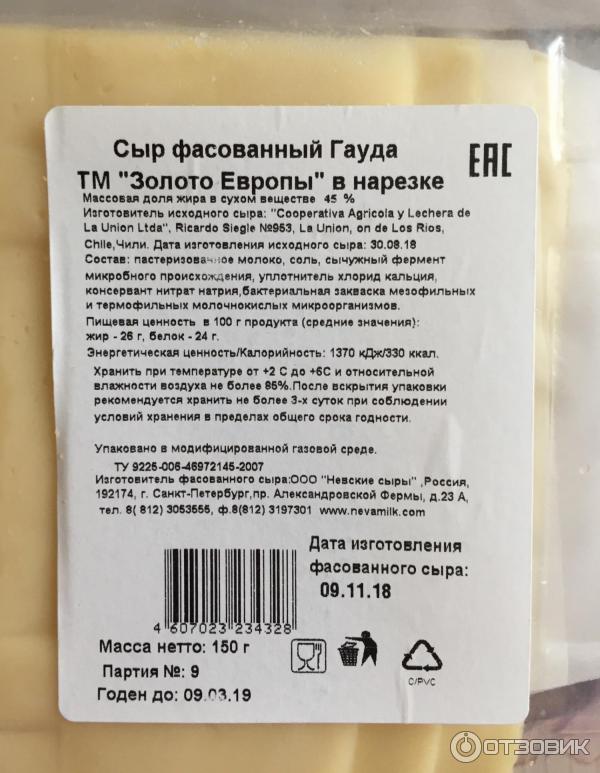 Сыр фасованный Гауда
ЕАС
ТМ "Золото Европы" в нарезке
Массовая доля жира в сухом веществе 45 %
Изготовитель исходного сыра: "Cooperativa Agricola y Lechera de
La Union Ltda", Ricardo Siegle №953, La Union, on de Los Rios,
Chile,Чили. Дата изготовления исходного сыра: 30.08.18
Состав: пастеризованное молоко, соль, сычужный фермент
микробного происхождения, уплотнитель хлорид кальция,
консервант нитрат натрия,бактериальная закваска мезофильных
и термофильных молочнокислых микроорганизмов.
Пищевая ценность в 100 г продукта (средние значения):
жир - 26 г, белок - 24 г.
Энергетическая ценность/Калорийность: 1370 кДж/330 ккал.
Хранить при температуре от +2 С до +6С и относительной
влажности воздуха не более 85%.После вскрытия упаковки
рекомендуется хранить не более 3-х суток при соблюдении
условий хранения в пределах общего срока годности.
Упаковано в модифицированной газовой среде.
ТУ 9225-006-46972145-2007
Изготовитель фасованного сыра:ООО "Невские сыры" ,Россия,
192174, г. Санкт-Петербург,пр. Александровской Фермы, д.23 А,
тел. 8( 812) 3053555, ф.8(812) 3197301 www.nevamilk.com
Дата изготовления
фасованного сыра:
09.11.18
4 607023 234328
Масса нетто: 150 г
Партия №: 9
Годен до: 09.03.19
C/PVC
ОТЗОВИК